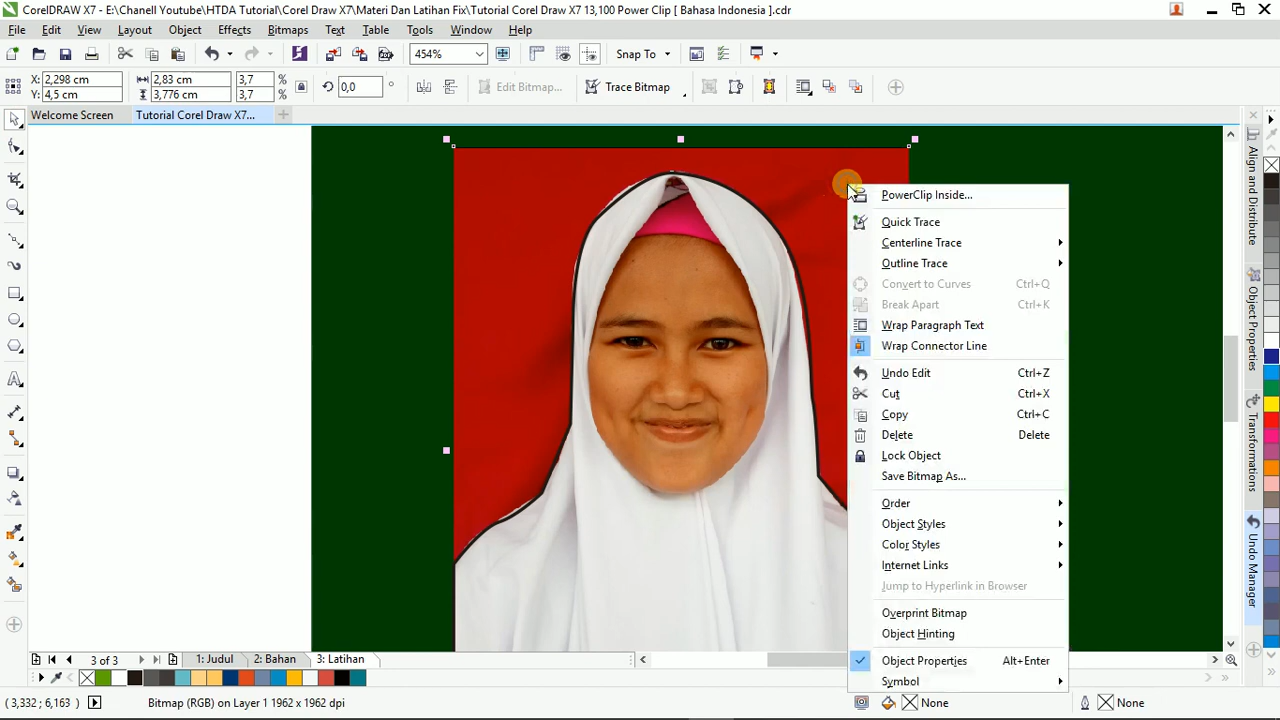 CorelDRAW X7 - E:\Chanell Youtube\HTDA Tutorial\Corel Draw X7\Materi Dan Latihan Fix\Tutorial Corel Draw X7 13,100 Power Clip [ Bahasa Indonesia ].cdr
File Edit View Layout Object Effects Bitmaps Text Table Tools Window Help
454% Snap To
X: 2,298 cm 2,83 cm 3,7 %
Y: 4,5 cm 3,776 cm 3,7 %
0,0 ° Edit Bitmap... Trace Bitmap
Welcome Screen Tutorial Corel Draw X7...
PowerClip Inside...
Quick Trace
Centerline Trace
Outline Trace
Convert to Curves Ctrl+Q
Break Apart Ctrl+K
Wrap Paragraph Text
Wrap Connector Line
Undo Edit Ctrl+Z
Cut Ctrl+X
Copy Ctrl+C
Delete Delete
Lock Object
Save Bitmap As...
Order
Object Styles
Color Styles
Internet Links
Jump to Hyperlink in Browser
Overprint Bitmap
Object Hinting
Object Properties Alt+Enter
Symbol
Align and Distribute
Object Properties
Transformations
Undo Manager
3 of 3 1: Judul 2: Bahan 3: Latihan
( 3,332 ; 6,163 ) Bitmap (RGB) on Layer 1 1962 x 1962 dpi None None